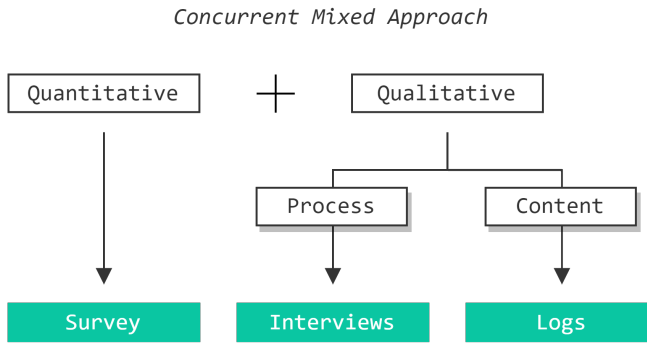 Concurrent Mixed Approach
Quantitative
Qualitative
Process
Content
Survey
Interviews
Logs